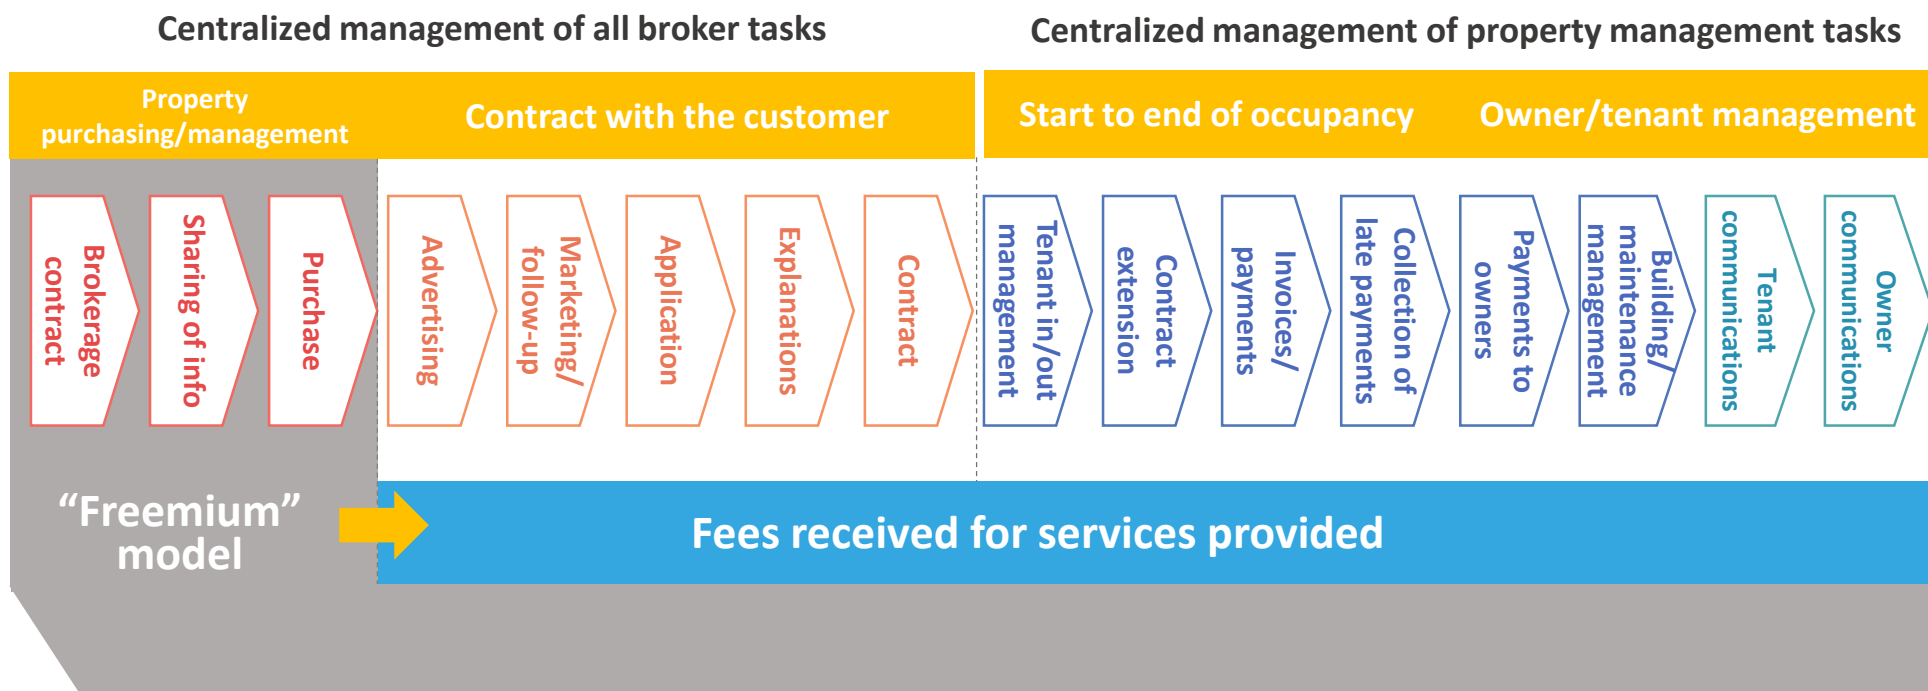 Centralized management of all broker tasks
Centralized management of property management tasks
Property
purchasing/management
Contract with the customer
Start to end of occupancy
Owner/tenant management
Brokerage
contract
Sharing of info
Purchase
Advertising
Marketing/
follow-up
Application
Explanations
Contract
Tenant in/out
management
Contract
extension
Invoices/
payments
Collection of
late payments
Payments to
owners
Building/
maintenance
management
Tenant
communications
Owner
communications
“Freemium”
model
Fees received for services provided